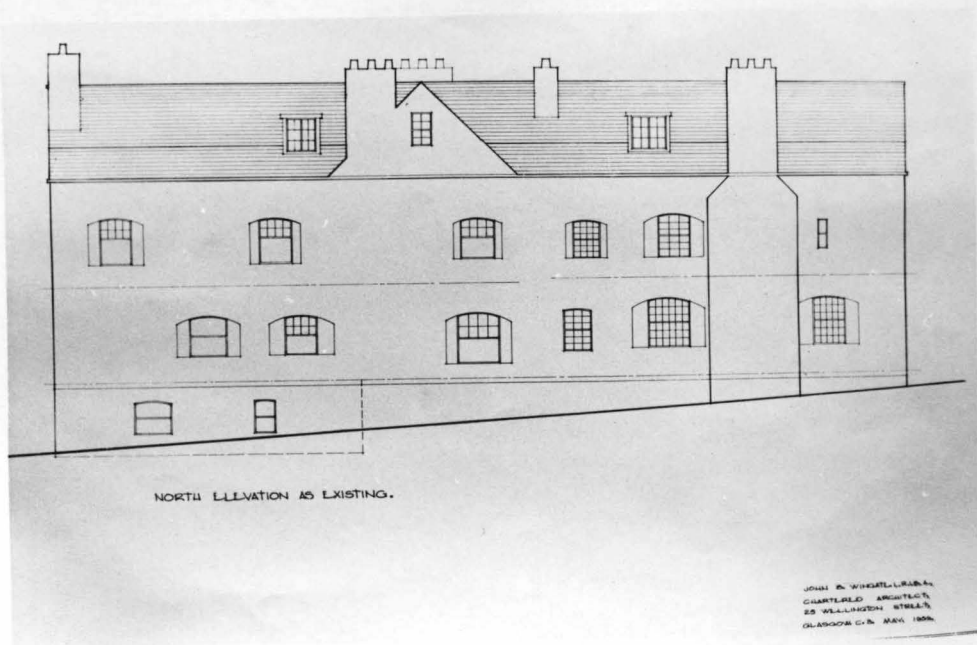 NORTH ELEVATION AS EXISTING.
JOHN B WINGATE, L.R.I.B.A.,
CHARTERED ARCHITECT,
25 WELLINGTON STREET,
GLASGOW C.2. MAY,